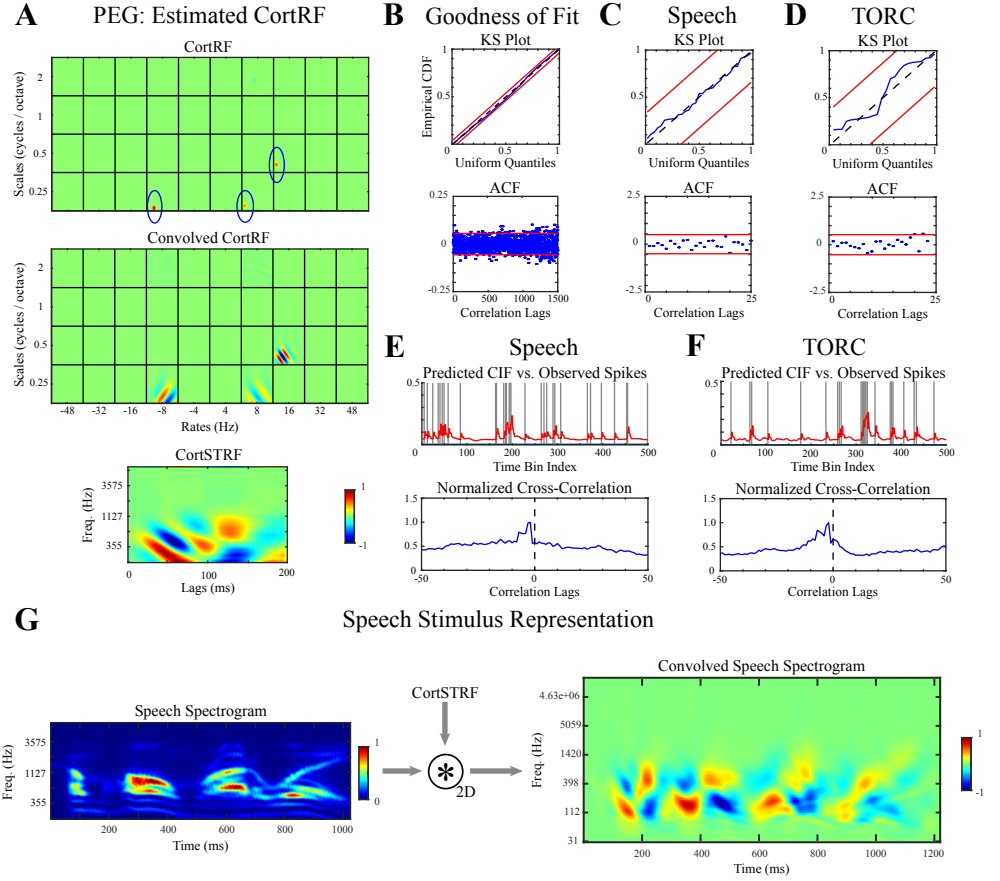 A
PEG: Estimated CortRF
CortRF
Scales (cycles / octave)
2
1
0.5
0.25
Convolved CortRF
Scales (cycles / octave)
2
1
0.5
0.25
-48 -32 -16 -8 -4 4 8 16 32 48
Rates (Hz)
CortSTRF
Freq. (Hz)
3575
1127
355
0 100 200
Lags (ms)
1
-1
B
Goodness of Fit
KS Plot
Empirical CDF
1
0.5
0
0.5 1
Uniform Quantiles
ACF
0.25
0
-0.25
0 500 1000 1500
Correlation Lags
C
Speech
KS Plot
1
0.5
0
0.5 1
Uniform Quantiles
ACF
2.5
0
-2.5
0 25
Correlation Lags
D
TORC
KS Plot
1
0.5
0
0.5 1
Uniform Quantiles
ACF
2.5
0
-2.5
0 25
Correlation Lags
E
Speech
Predicted CIF vs. Observed Spikes
0.5
0
0 100 200 300 400 500
Time Bin Index
Normalized Cross-Correlation
1.5
1.0
0.5
0
-50 0 50
Correlation Lags
F
TORC
Predicted CIF vs. Observed Spikes
0.5
0 100 200 300 400 500
Time Bin Index
Normalized Cross-Correlation
1.5
1.0
0.5
0
-50 0 50
Correlation Lags
G
Speech Stimulus Representation
Speech Spectrogram
Freq. (Hz)
3575
1127
355
0 200 400 600 800 1000
Time (ms)
1
0
CortSTRF
*
2D
Convolved Speech Spectrogram
Freq. (Hz)
4.63e+06
5059
1420
398
112
31
200 400 600 800 1000 1200
Time (ms)
1
-1